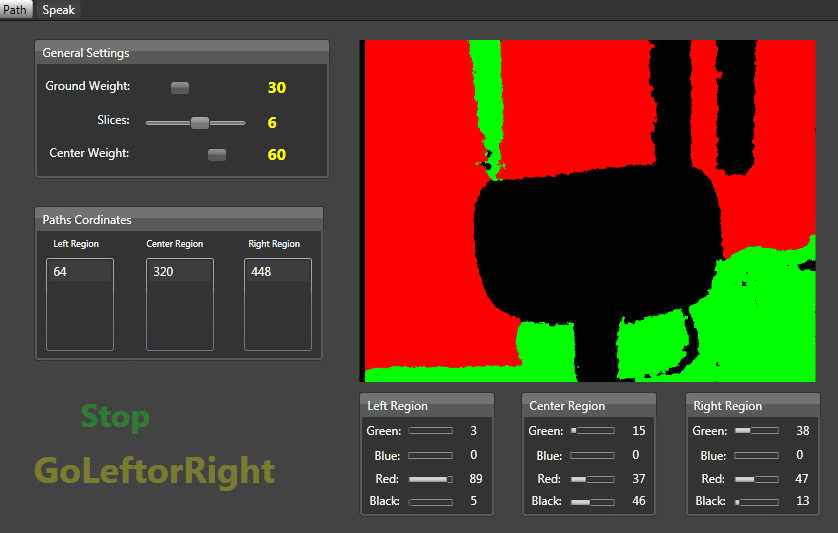 Path Speak
General Settings
Ground Weight: 30
Slices: 6
Center Weight: 60
Paths Cordinates
Left Region Center Region Right Region
64 320 448
Stop
GoLeftorRight
Left Region
Green: 3
Blue: 0
Red: 89
Black: 5
Center Region
Green: 15
Blue: 0
Red: 37
Black: 46
Right Region
Green: 38
Blue: 0
Red: 47
Black: 13